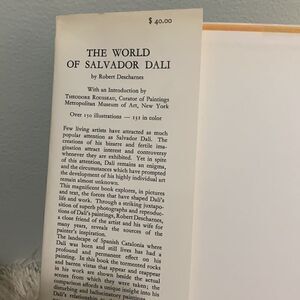 $ 40.00
THE WORLD
OF SALVADOR DALI
by Robert Descharnes
With an Introduction by
THEODORE ROUSSEAU, Curator of Paintings
Metropolitan Museum of Art, New York
Over 150 illustrations — 152 in color
Few living artists have attracted as much
popular attention as Salvador Dali. The
creations of his bizarre and fertile ima-
gination attract interest and controversy
whenever they are exhibited. Yet in spite
of this attention, Dali remains an enigma,
and the circumstances which have prompted
the development of his highly individual art
remain almost unknown.
This magnificent book explores, in pictures
and text, the forces that have shaped Dali's
life and work. Through a striking juxtapo-
sition of superb photographs and reproduc-
tions of Dali's paintings, Robert Descharnes,
a close friend of the artist and his wife for
many years, reveals the sources of the
painter's inspiration.
The landscape of Spanish Catalonia where
Dali was born and still lives has had a
profound and permanent effect on his
art. In this book the tormented rocks
and barren vistas that appear and reappear
in his work are shown beside the actual
scenes from which they were taken. The
comparison affords a unique insight into his
disturbing and hallucinatory paintings.
Dali's relationship